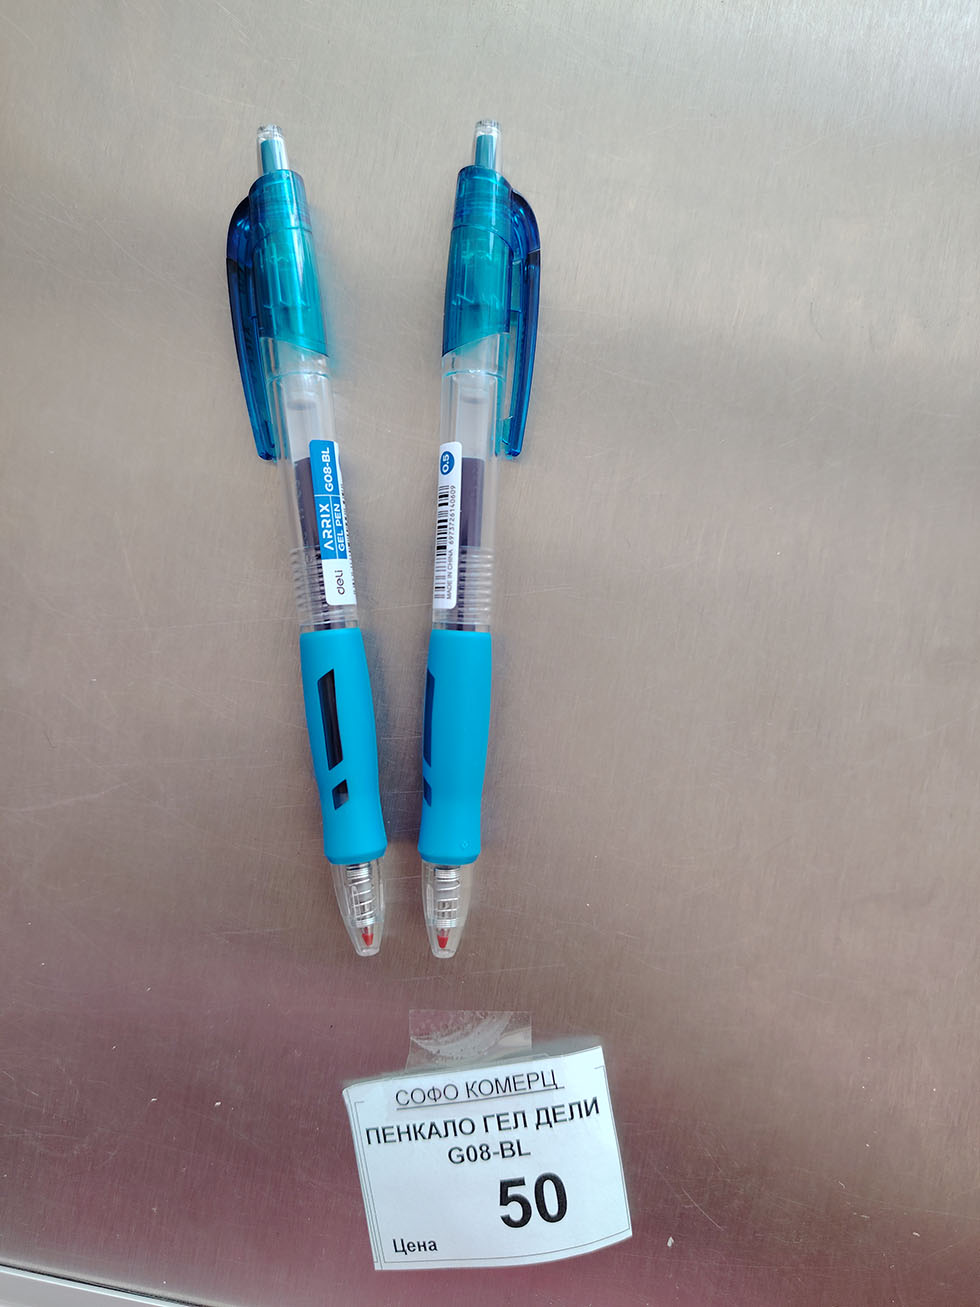 deli
ARRIX
GEL PEN
G08-BL
0.5
MADE IN CHINA
6973726140609
СОФО КОМЕРЦ
ПЕНКАЛО ГЕЛ ДЕЛИ
G08-BL
50
Цена